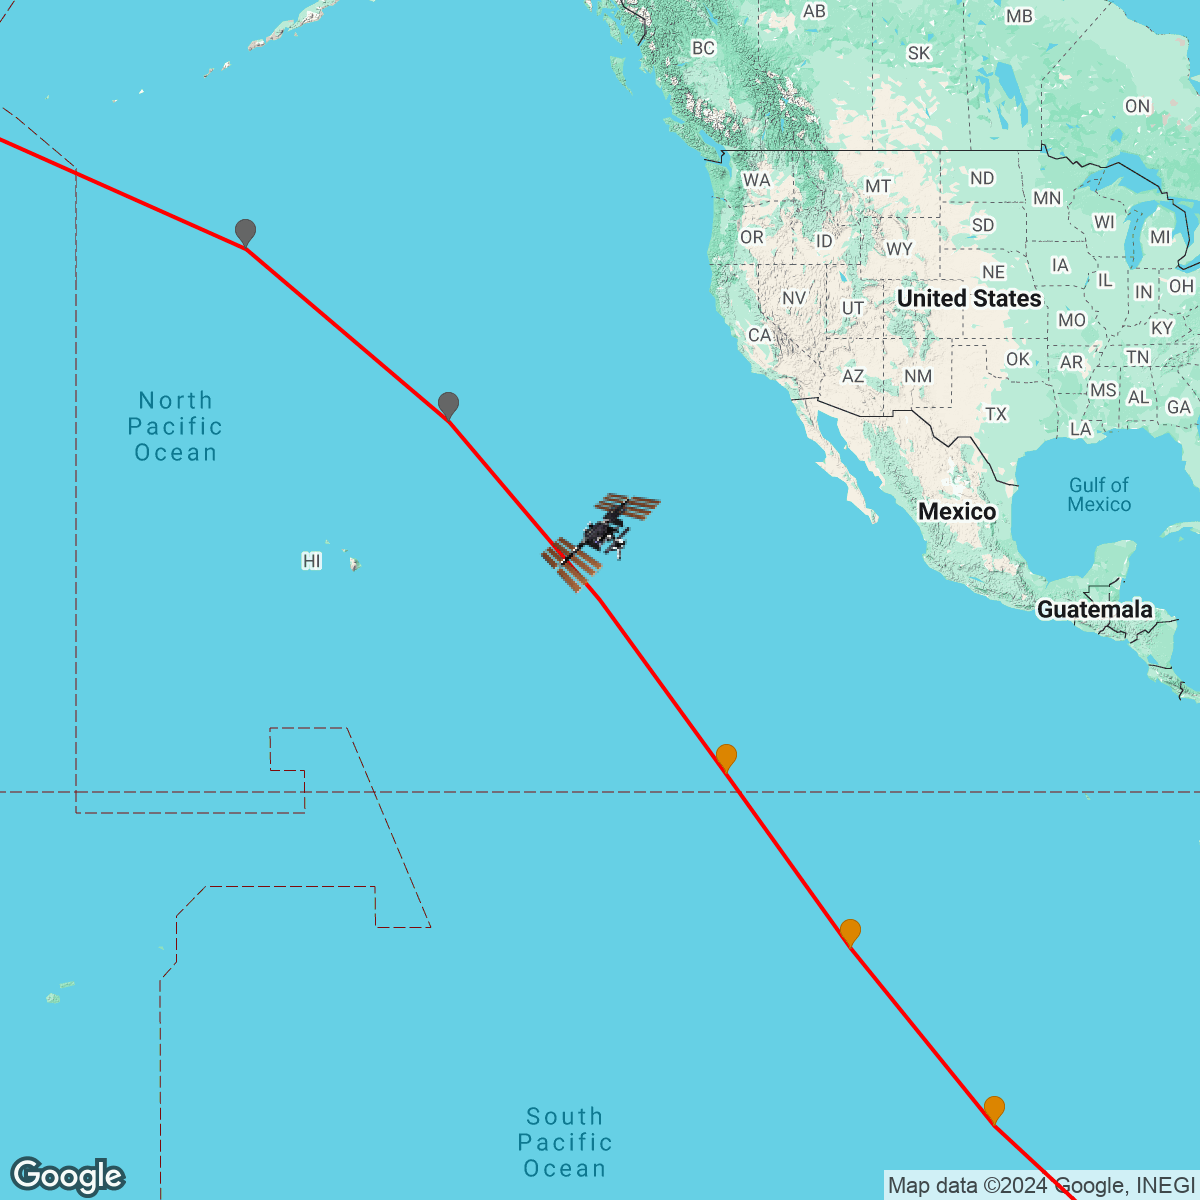 AB
MB
BC
SK
ON
WA
MT
ND
MN
OR
ID
SD
WI
MI
WY
NV
UT
NE
IA
IL
IN
OH
United States
CA
MO
KY
AZ
NM
OK
AR
TN
TX
MS
AL
GA
LA
North
Pacific
Ocean
Gulf of
Mexico
Mexico
HI
Guatemala
South
Pacific
Ocean
Google
Map data ©2024 Google, INEGI